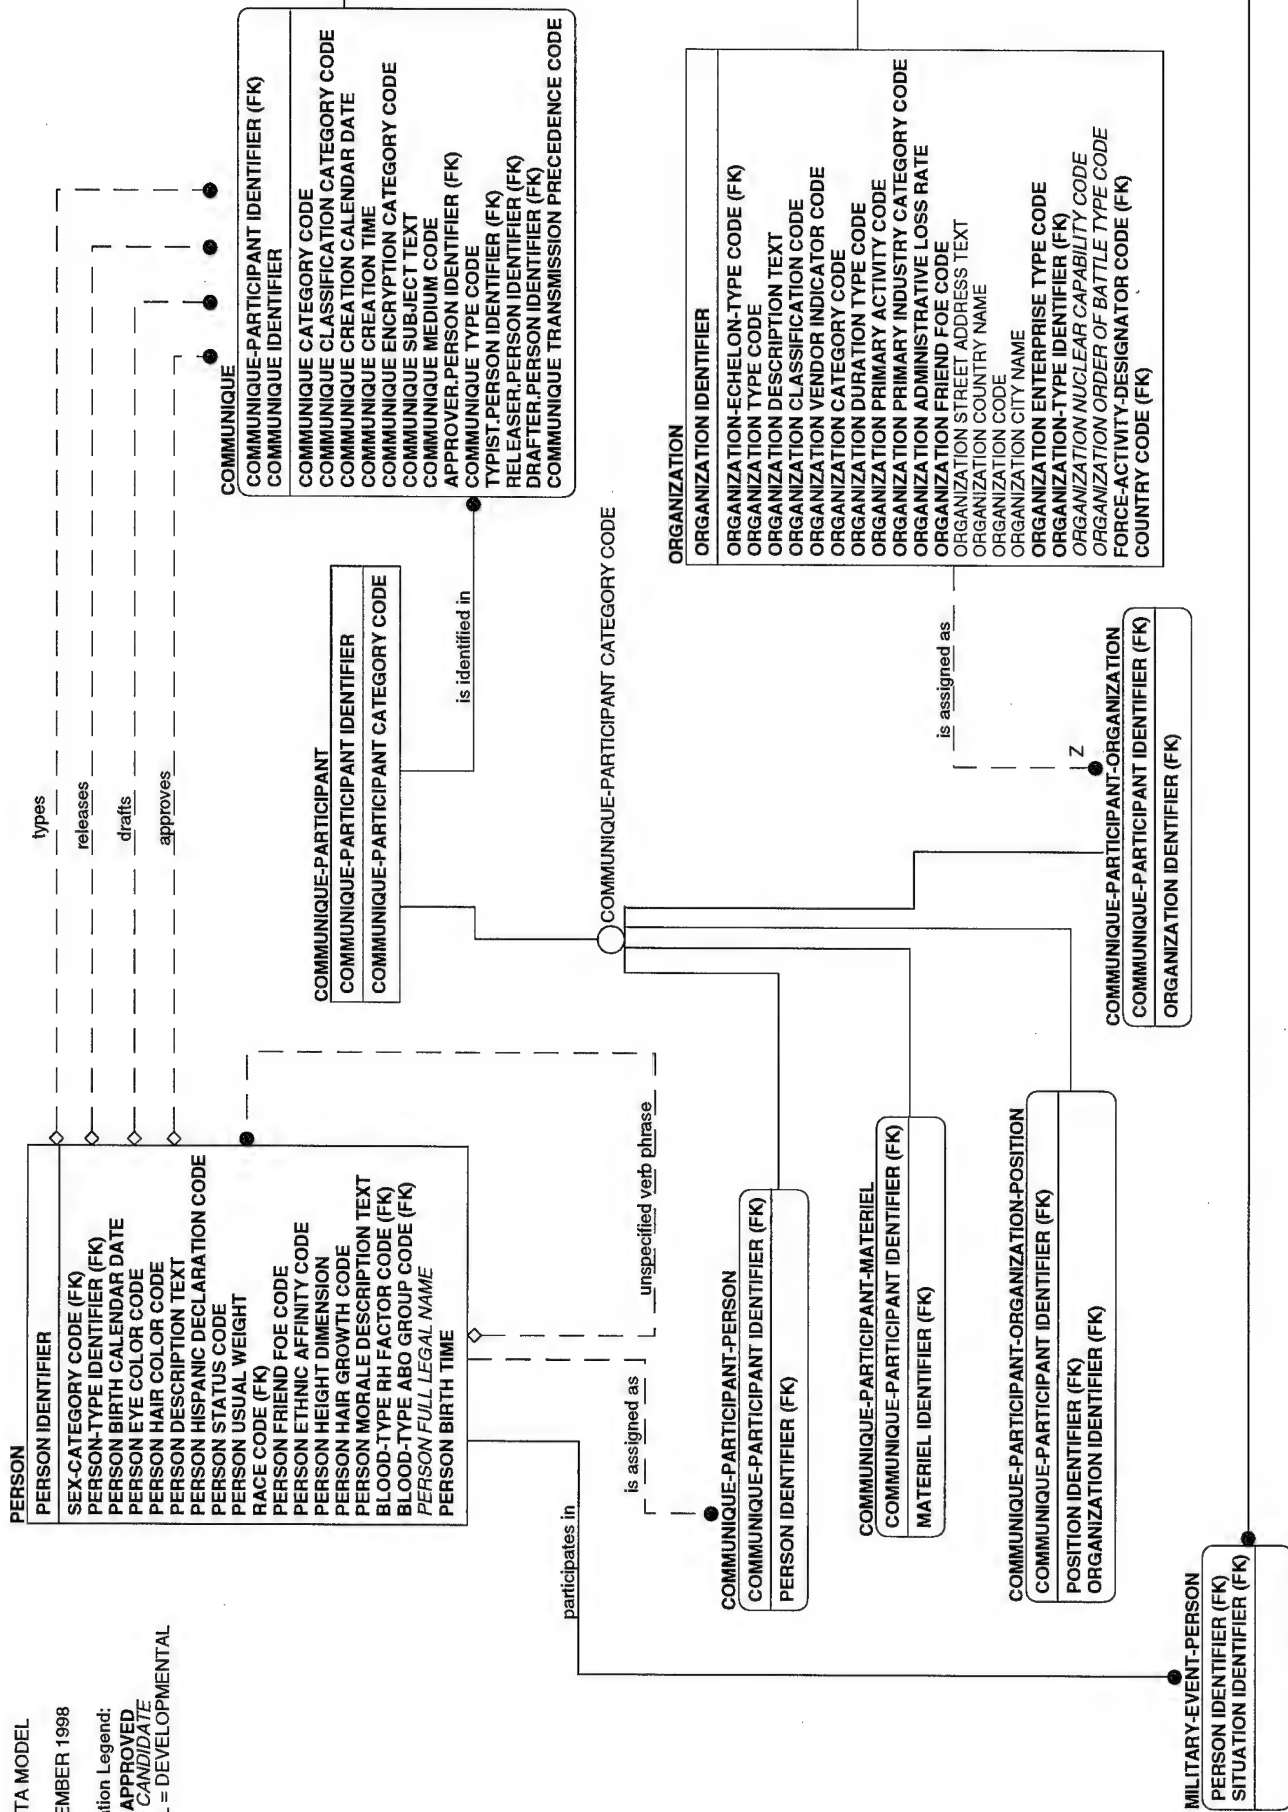 TA MODEL
EMBER 1998
tion Legend:
APPROVED
CANDIDATE
= DEVELOPMENTAL
PERSON
PERSON IDENTIFIER
SEX-CATEGORY CODE (FK)
PERSON-TYPE IDENTIFIER (FK)
PERSON BIRTH CALENDAR DATE
PERSON EYE COLOR CODE
PERSON HAIR COLOR CODE
PERSON DESCRIPTION TEXT
PERSON HISPANIC DECLARATION CODE
PERSON STATUS CODE
PERSON USUAL WEIGHT
RACE CODE (FK)
PERSON FRIEND FOE CODE
PERSON ETHNIC AFFINITY CODE
PERSON HEIGHT DIMENSION
PERSON HAIR GROWTH CODE
PERSON MORALE DESCRIPTION TEXT
BLOOD-TYPE RH FACTOR CODE (FK)
BLOOD-TYPE ABO GROUP CODE (FK)
PERSON FULL LEGAL NAME
PERSON BIRTH TIME
types
releases
drafts
approves
COMMUNIQUE
COMMUNIQUE-PARTICIPANT IDENTIFIER (FK)
COMMUNIQUE IDENTIFIER
COMMUNIQUE CATEGORY CODE
COMMUNIQUE CLASSIFICATION CATEGORY CODE
COMMUNIQUE CREATION CALENDAR DATE
COMMUNIQUE CREATION TIME
COMMUNIQUE ENCRYPTION CATEGORY CODE
COMMUNIQUE SUBJECT TEXT
COMMUNIQUE MEDIUM CODE
APPROVER.PERSON IDENTIFIER (FK)
COMMUNIQUE TYPE CODE
TYPIST.PERSON IDENTIFIER (FK)
RELEASER.PERSON IDENTIFIER (FK)
DRAFTER.PERSON IDENTIFIER (FK)
COMMUNIQUE TRANSMISSION PRECEDENCE CODE
COMMUNIQUE-PARTICIPANT
COMMUNIQUE-PARTICIPANT IDENTIFIER
COMMUNIQUE-PARTICIPANT CATEGORY CODE
is identified in
unspecified verb phrase
is assigned as
participates in
COMMUNIQUE-PARTICIPANT CATEGORY CODE
COMMUNIQUE-PARTICIPANT-PERSON
COMMUNIQUE-PARTICIPANT IDENTIFIER (FK)
PERSON IDENTIFIER (FK)
COMMUNIQUE-PARTICIPANT-MATERIEL
COMMUNIQUE-PARTICIPANT IDENTIFIER (FK)
MATERIEL IDENTIFIER (FK)
COMMUNIQUE-PARTICIPANT-ORGANIZATION-POSITION
COMMUNIQUE-PARTICIPANT IDENTIFIER (FK)
POSITION IDENTIFIER (FK)
ORGANIZATION IDENTIFIER (FK)
ORGANIZATION
ORGANIZATION IDENTIFIER
ORGANIZATION-ECHELON-TYPE CODE (FK)
ORGANIZATION TYPE CODE
ORGANIZATION DESCRIPTION TEXT
ORGANIZATION CLASSIFICATION CODE
ORGANIZATION VENDOR INDICATOR CODE
ORGANIZATION CATEGORY CODE
ORGANIZATION DURATION TYPE CODE
ORGANIZATION PRIMARY ACTIVITY CODE
ORGANIZATION PRIMARY INDUSTRY CATEGORY CODE
ORGANIZATION ADMINISTRATIVE LOSS RATE
ORGANIZATION FRIEND FOE CODE
ORGANIZATION STREET ADDRESS TEXT
ORGANIZATION COUNTRY NAME
ORGANIZATION CODE
ORGANIZATION CITY NAME
ORGANIZATION ENTERPRISE TYPE CODE
ORGANIZATION-TYPE IDENTIFIER (FK)
ORGANIZATION NUCLEAR CAPABILITY CODE
ORGANIZATION ORDER OF BATTLE TYPE CODE
FORCE-ACTIVITY-DESIGNATOR CODE (FK)
COUNTRY CODE (FK)
is assigned as
Z
COMMUNIQUE-PARTICIPANT-ORGANIZATION
COMMUNIQUE-PARTICIPANT IDENTIFIER (FK)
ORGANIZATION IDENTIFIER (FK)
MILITARY-EVENT-PERSON
PERSON IDENTIFIER (FK)
SITUATION IDENTIFIER (FK)